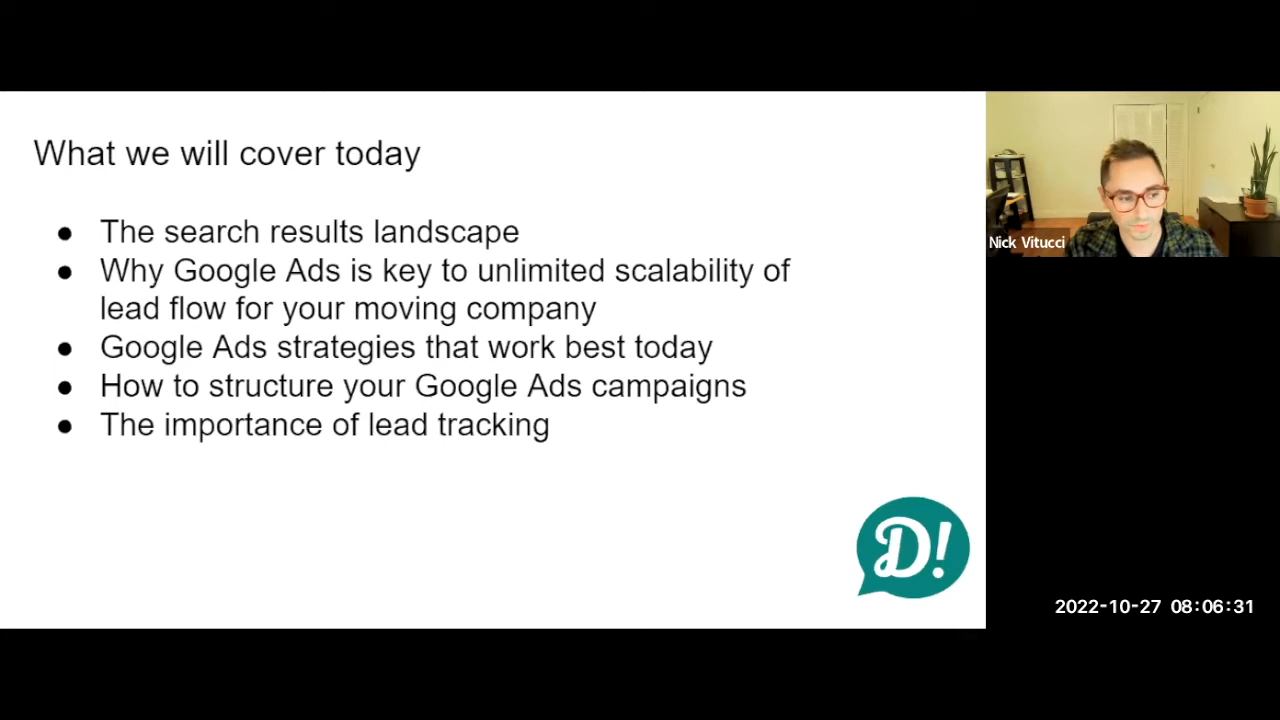 What we will cover today
● The search results landscape
● Why Google Ads is key to unlimited scalability of
lead flow for your moving company
● Google Ads strategies that work best today
● How to structure your Google Ads campaigns
● The importance of lead tracking
D!
Nick Vitucci
2022-10-27 08:06:31